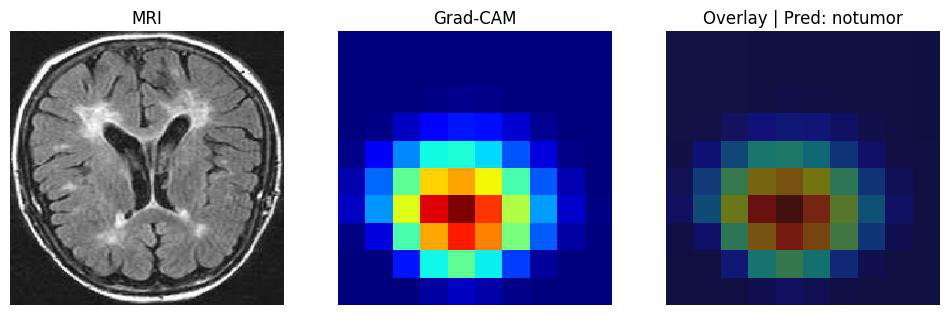 MRI
Grad-CAM
Overlay | Pred: notumor